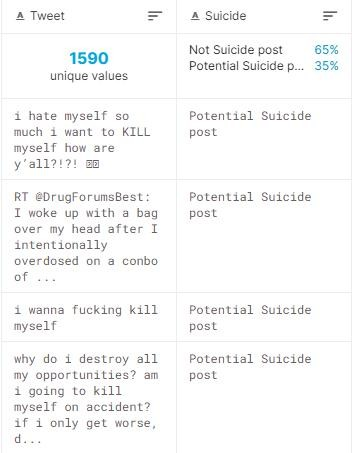 A Tweet
A Suicide
1590
unique values
Not Suicide post 65%
Potential Suicide p... 35%
i hate myself so
much i want to KILL
myself how are
y'all?!?! 
Potential Suicide
post
RT @DrugForumsBest:
I woke up with a bag
over my head after I
intentionally
overdosed on a conbo
of ...
Potential Suicide
post
i wanna fucking kill
myself
Potential Suicide
post
why do i destroy all
my opportunities? am
i going to kill
myself on accident?
if i only get worse,
d...
Potential Suicide
post